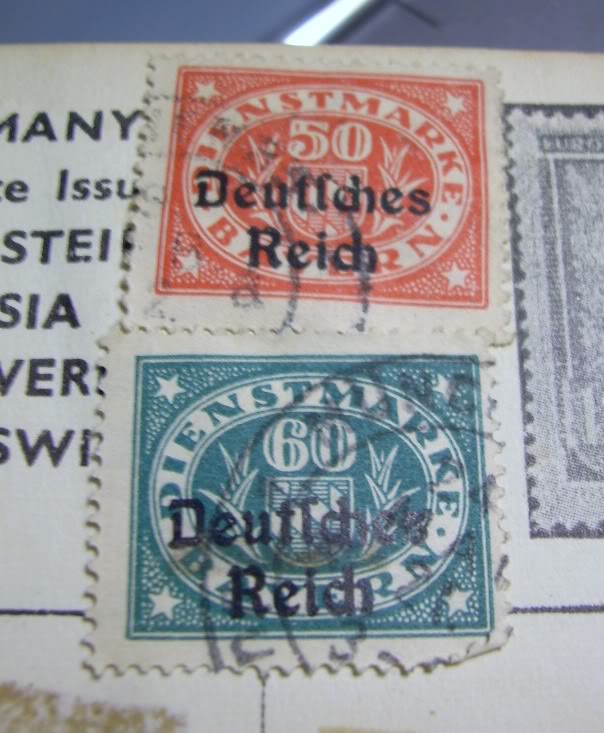 MANY
ce Issu
STEI
SIA
VER
SWI
DIENSTMARKE
50
Deutſches
Reich
BAYERN
DIENSTMARKE
60
Deutſches
Reich
BAYERN